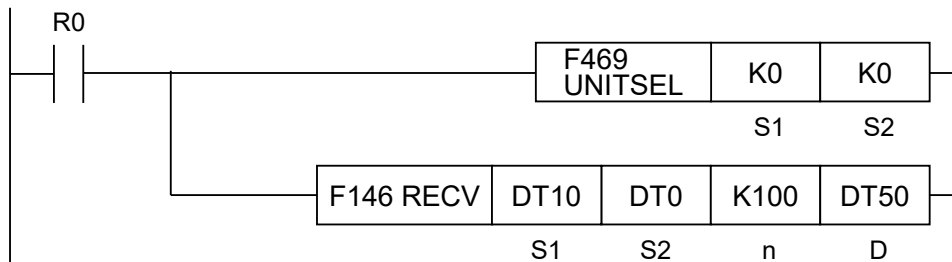 R0
F469
UNITSEL K0 K0
S1 S2
F146 RECV DT10 DT0 K100 DT50
S1 S2 n D